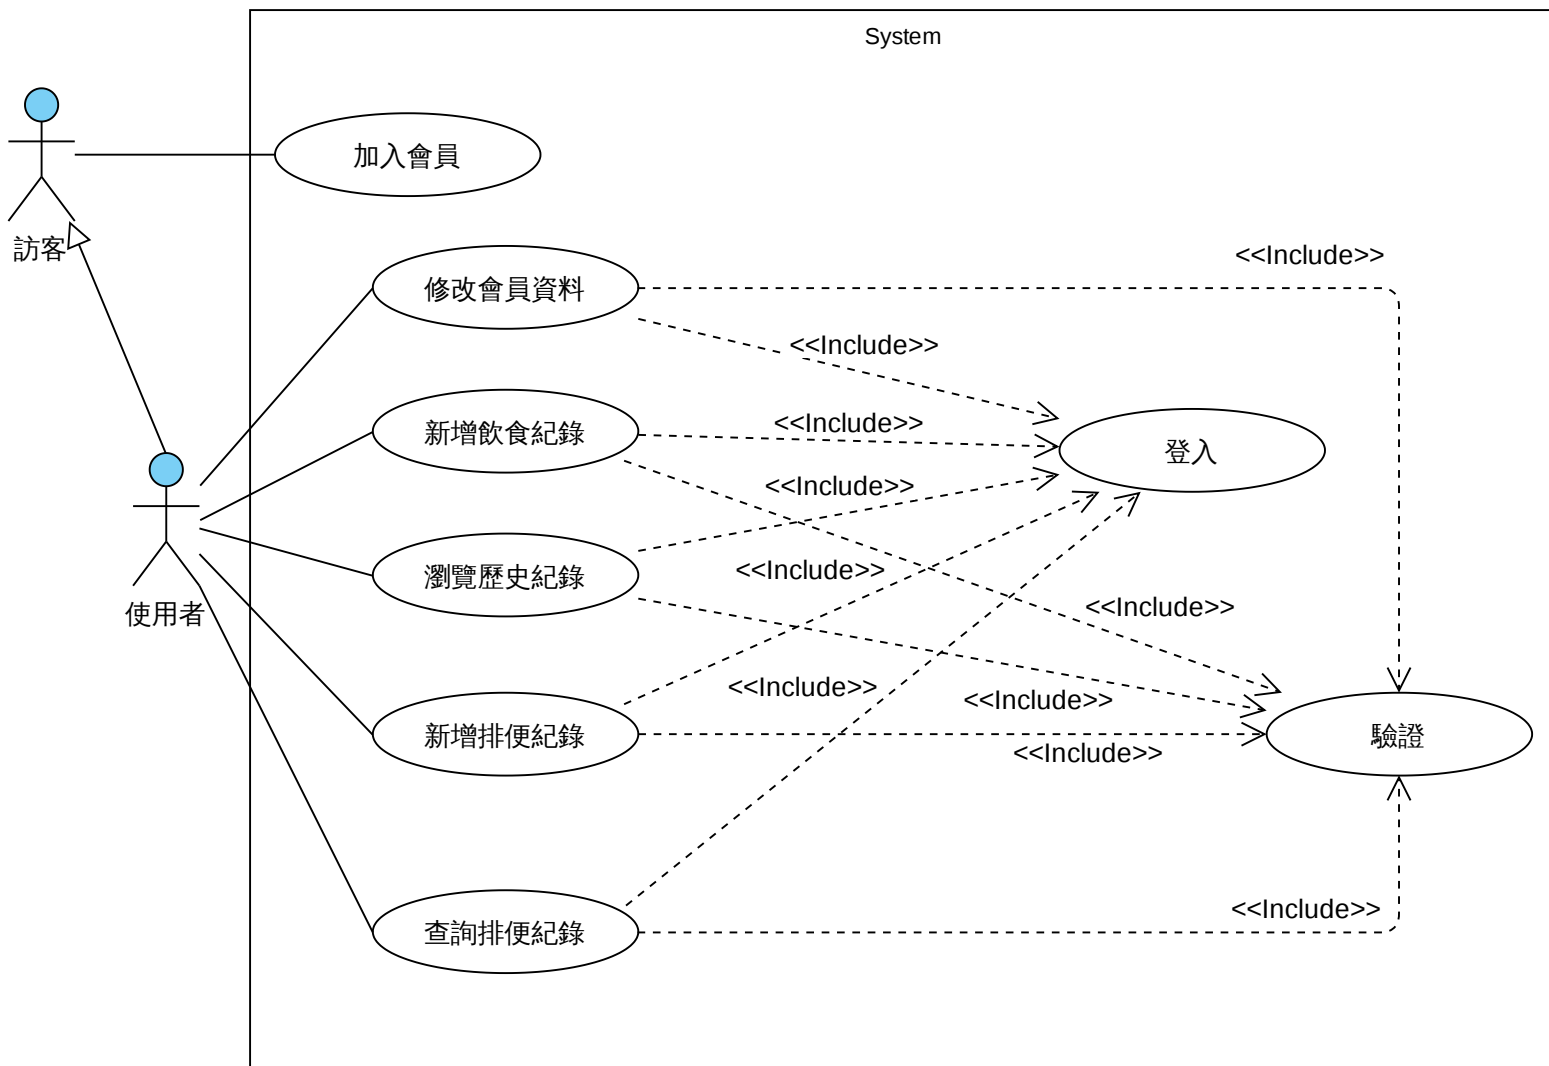 System
加入會員
訪客
修改會員資料
<<Include>>
<<Include>>
新增飲食紀錄
<<Include>>
登入
<<Include>>
瀏覽歷史紀錄
<<Include>>
使用者
<<Include>>
<<Include>>
<<Include>>
新增排便紀錄
驗證
<<Include>>
查詢排便紀錄
<<Include>>